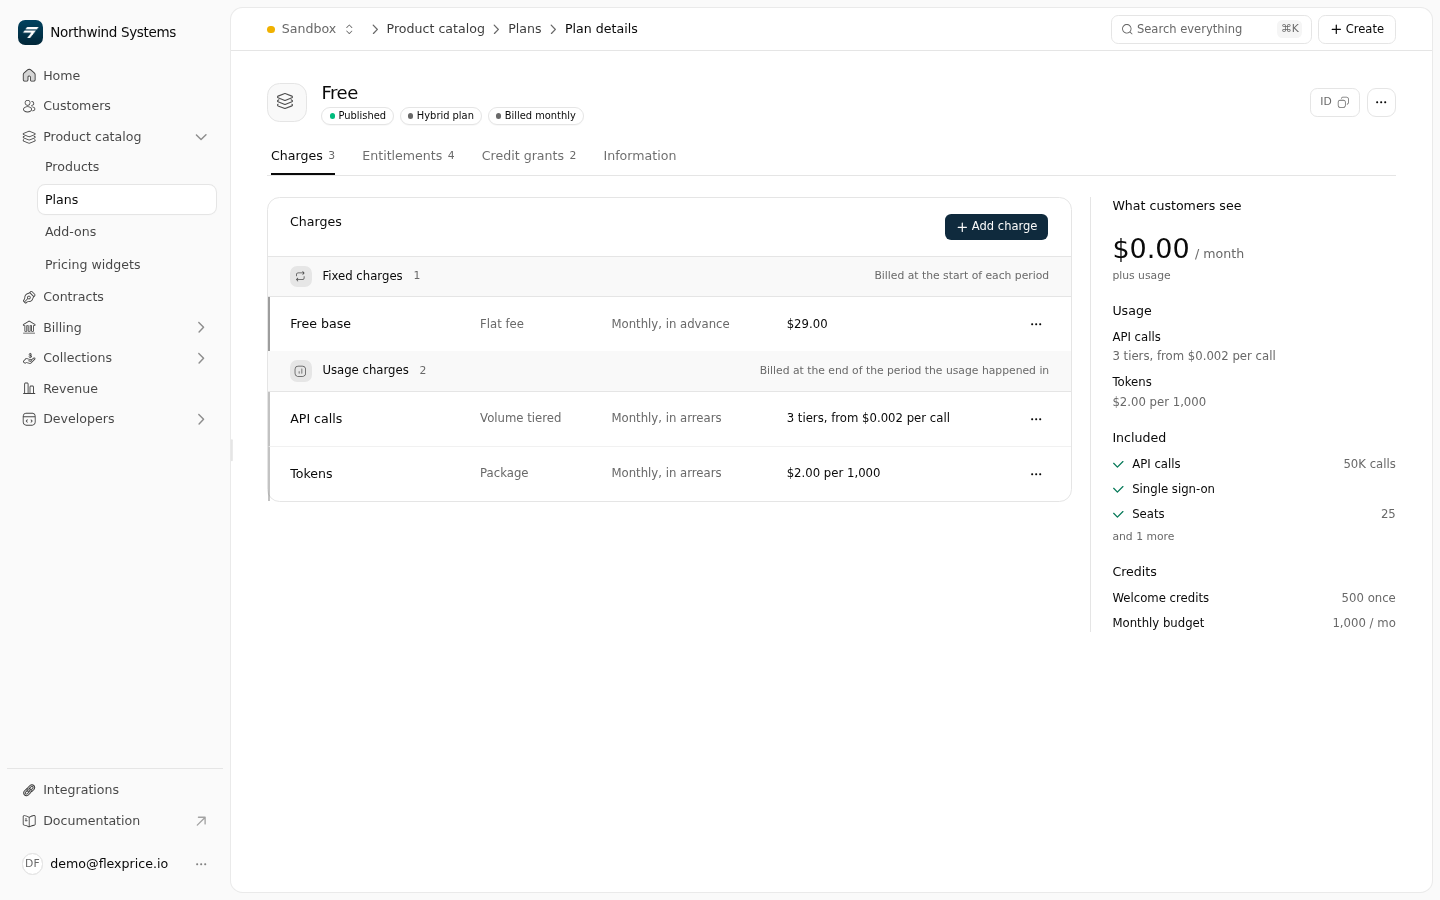 Northwind Systems
Home
Customers
Product catalog
Products
Plans
Add-ons
Pricing widgets
Contracts
Billing
Collections
Revenue
Developers
Integrations
Documentation
DF demo@flexprice.io
Sandbox Product catalog Plans Plan details
Search everything ⌘K
+ Create
Free
Published Hybrid plan Billed monthly
ID
Charges 3 Entitlements 4 Credit grants 2 Information
Charges
+ Add charge
Fixed charges 1 Billed at the start of each period
Free base Flat fee Monthly, in advance $29.00
Usage charges 2 Billed at the end of the period the usage happened in
API calls Volume tiered Monthly, in arrears 3 tiers, from $0.002 per call
Tokens Package Monthly, in arrears $2.00 per 1,000
What customers see
$0.00 / month
plus usage
Usage
API calls
3 tiers, from $0.002 per call
Tokens
$2.00 per 1,000
Included
API calls 50K calls
Single sign-on
Seats 25
and 1 more
Credits
Welcome credits 500 once
Monthly budget 1,000 / mo